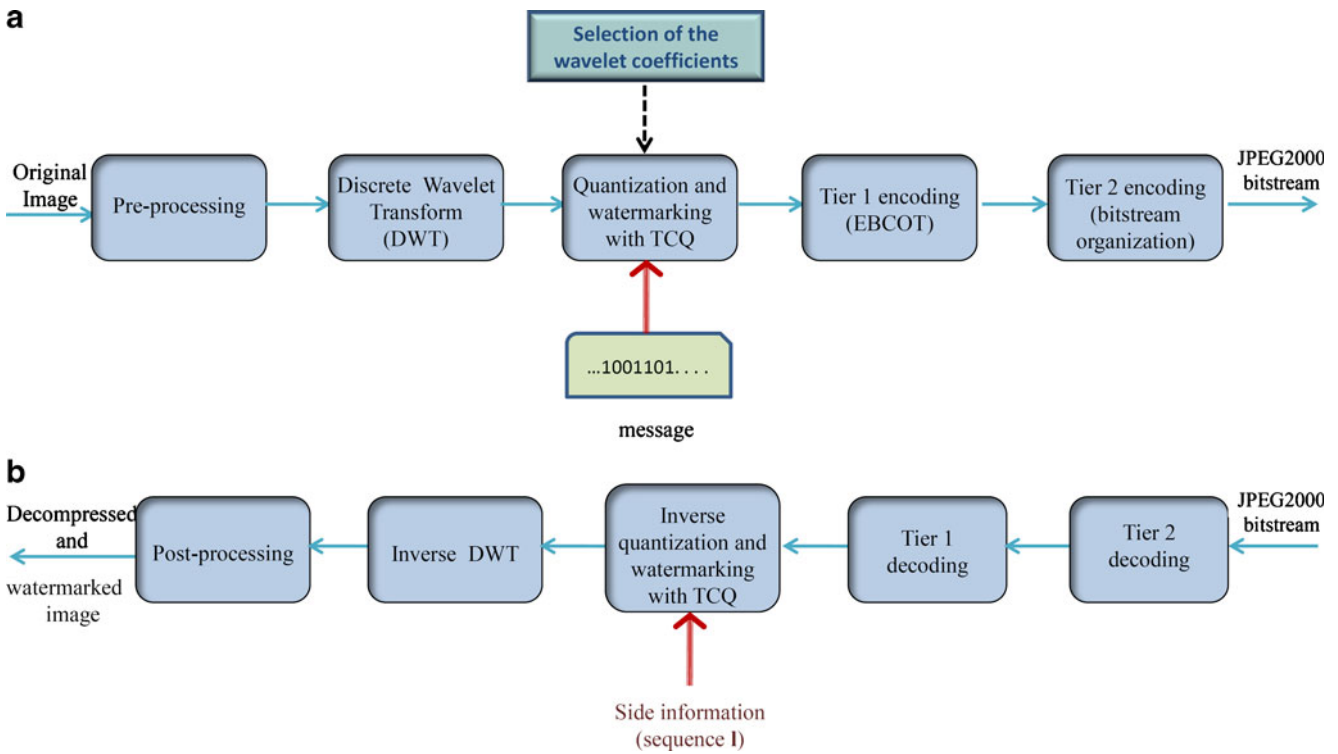 a
Selection of the
wavelet coefficients
Original
Image
Pre-processing
Discrete Wavelet
Transform
(DWT)
Quantization and
watermarking
with TCQ
Tier 1 encoding
(EBCOT)
Tier 2 encoding
(bitstream
organization)
JPEG2000
bitstream
...1001101. . . .
message
b
Decompressed
and
watermarked
image
Post-processing
Inverse DWT
Inverse
quantization and
watermarking
with TCQ
Tier 1
decoding
Tier 2
decoding
JPEG2000
bitstream
Side information
(sequence l)